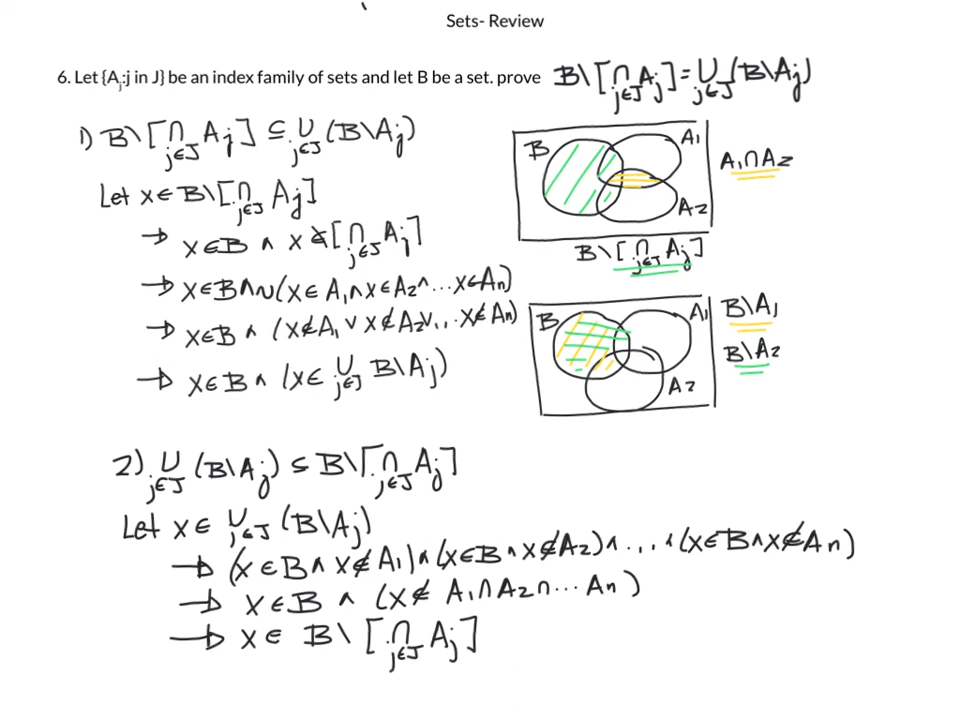 Sets- Review
6. Let {Aj:j in J} be an index family of sets and let B be a set. prove B\[∩j∈J Aj]=∪j∈J(B\Aj)
1) B\[∩j∈J Aj] ⊆ ∪j∈J (B\Aj)
Let x∈ B\[∩j∈J Aj]
→ x∈B ∧ x∉[∩j∈J Aj]
→ x∈B∧~(x∈A1∧x∈A2∧...x∈An)
→ x∈B ∧ (x∉A1 ∨ x∉A2∨...x∉An)
→ x∈B ∧ (x∈ ∪j∈J B\Aj)
B
A1
A2
A1∩A2
B\[∩j∈J Aj]
B
A1
A2
B\A1
B\A2
2) ∪j∈J (B\Aj) ⊆ B\[∩j∈J Aj]
Let x∈ ∪j∈J (B\Aj)
→ (x∈B∧ x∉A1)∧(x∈B∧x∉A2)∧...∧(x∈B∧x∉An)
→ x∈B ∧ (x∉ A1∩A2∩...An)
→ x∈ B\ [∩j∈J Aj]